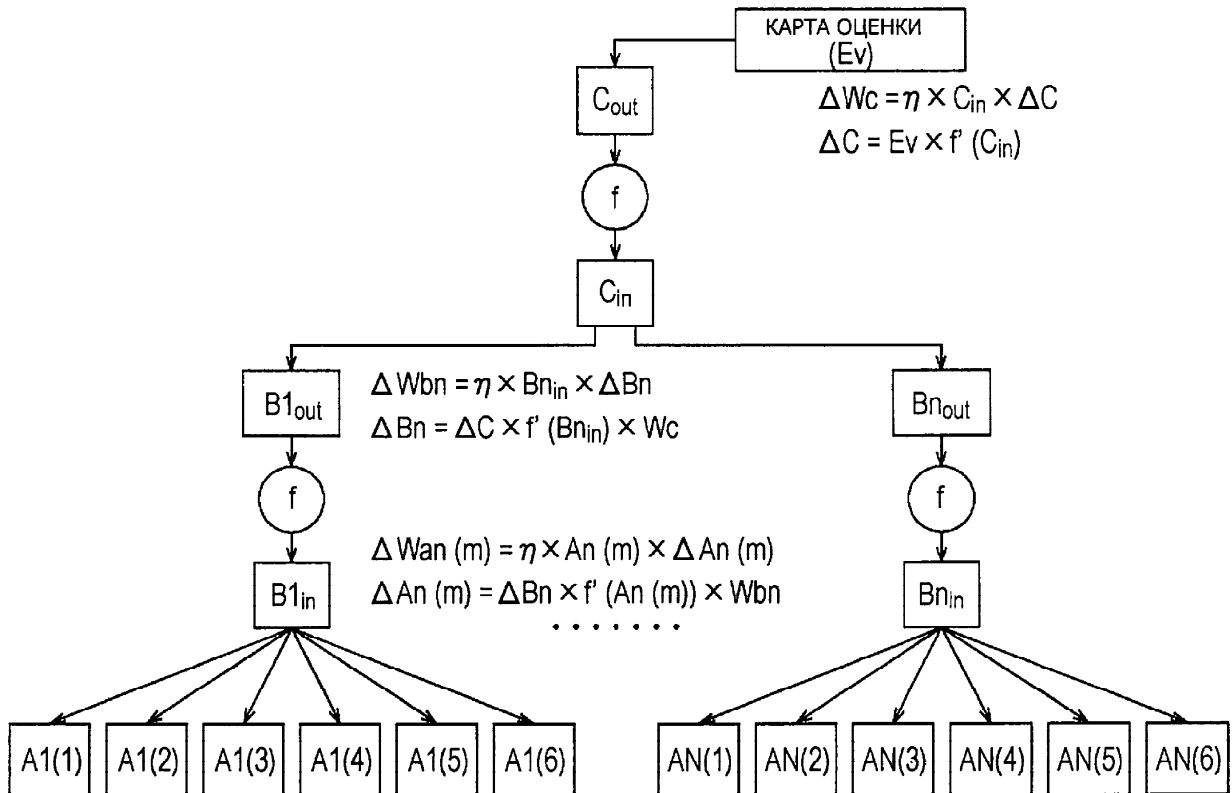 КАРТА ОЦЕНКИ
(Ev)
C_out
ΔWc = η × C_in × ΔC
ΔC = Ev × f' (C_in)
f
C_in
B1_out
ΔWbn = η × Bn_in × ΔBn
ΔBn = ΔC × f' (Bn_in) × Wc
Bn_out
f
f
ΔWan (m) = η × An (m) × ΔAn (m)
ΔAn (m) = ΔBn × f' (An (m)) × Wbn
B1_in
Bn_in
· · · · · · ·
A1(1) A1(2) A1(3) A1(4) A1(5) A1(6) AN(1) AN(2) AN(3) AN(4) AN(5) AN(6)